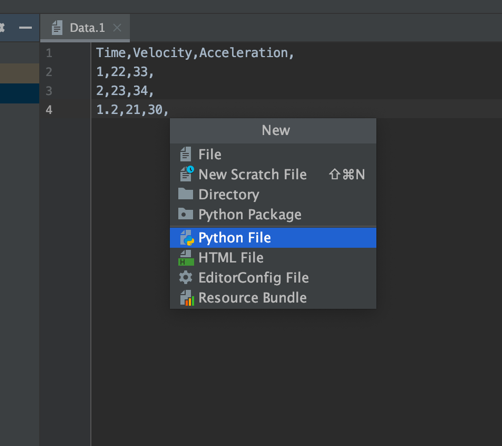 Data.1
1 Time,Velocity,Acceleration,
2 1,22,33,
3 2,23,34,
4 1.2,21,30,
New
File
New Scratch File ⇧⌘N
Directory
Python Package
Python File
HTML File
EditorConfig File
Resource Bundle